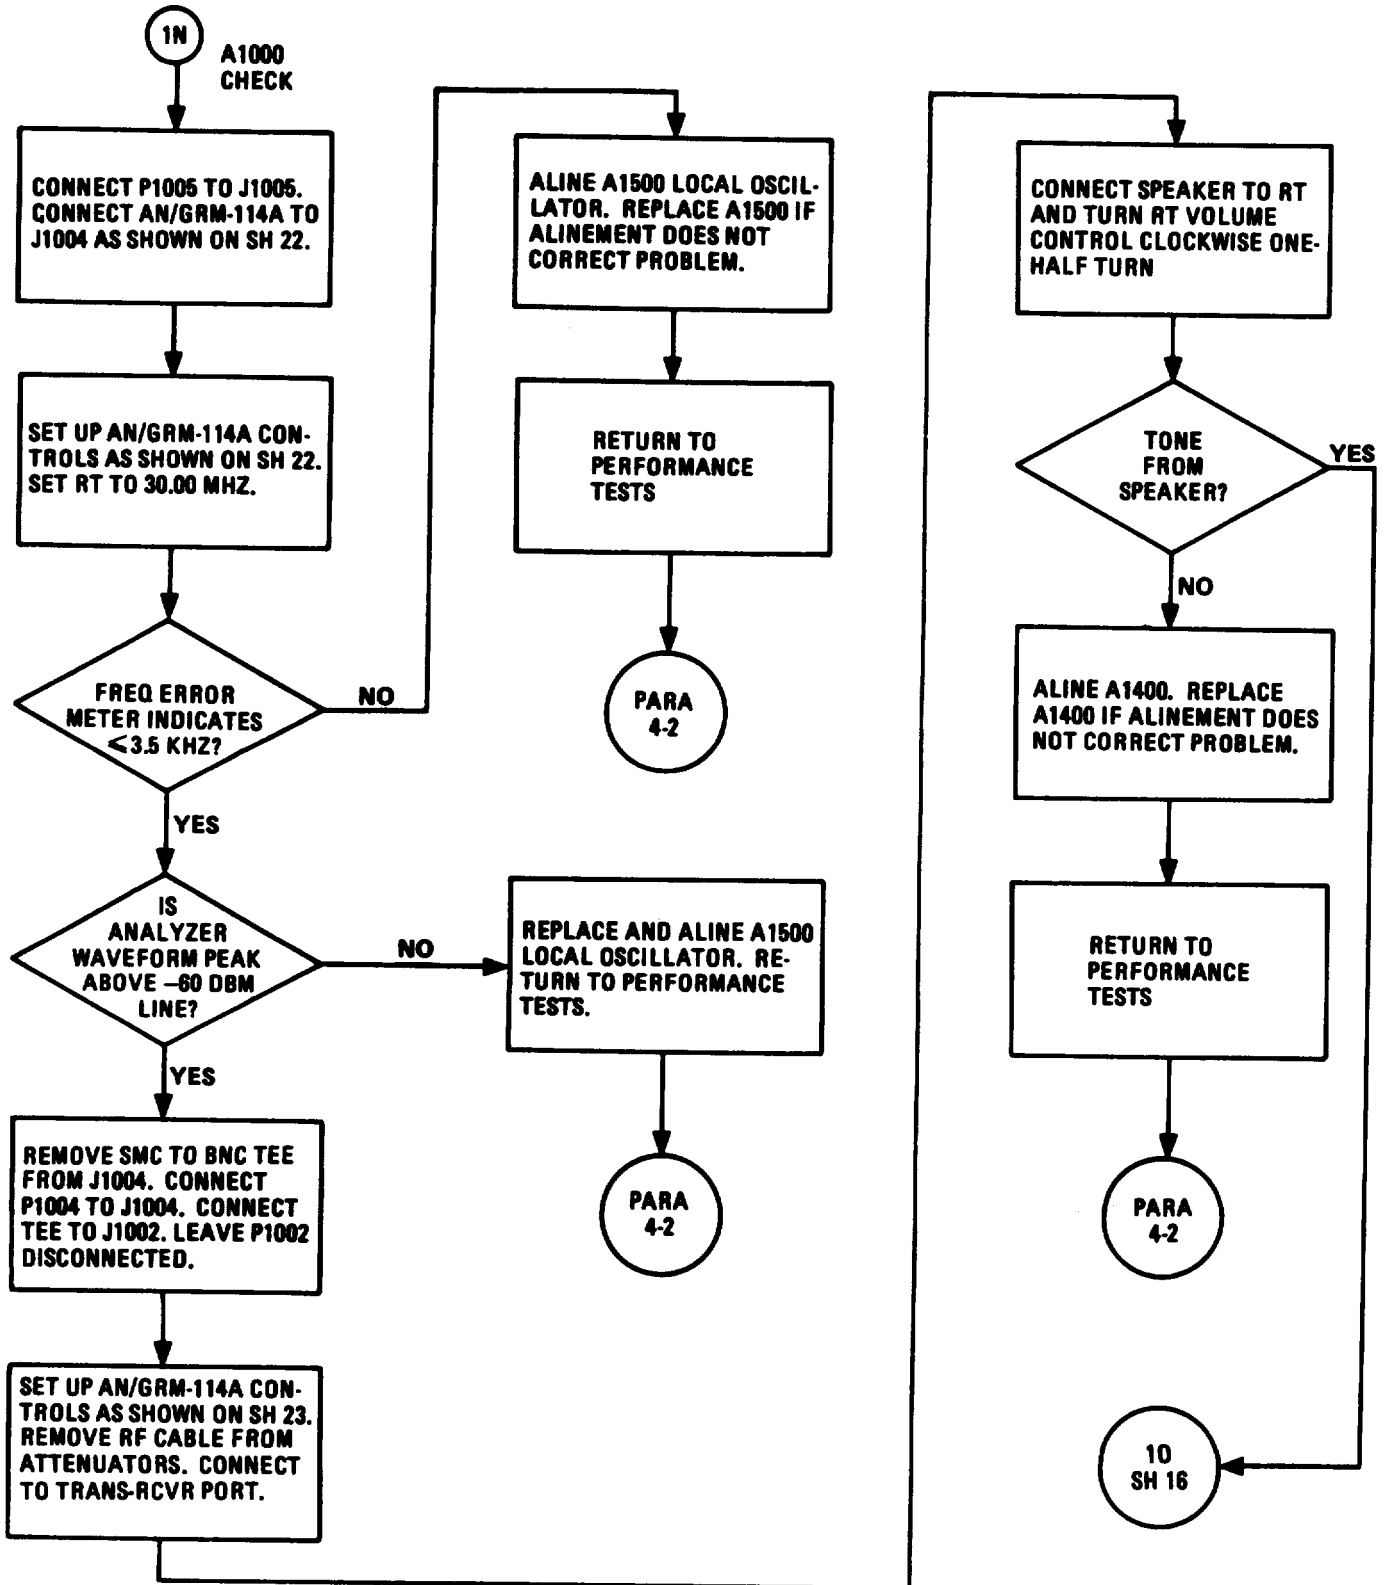 1N
A1000
CHECK
CONNECT P1005 TO J1005.
CONNECT AN/GRM-114A TO
J1004 AS SHOWN ON SH 22.
SET UP AN/GRM-114A CON-
TROLS AS SHOWN ON SH 22.
SET RT TO 30.00 MHZ.
FREQ ERROR
METER INDICATES
≤3.5 KHZ?
NO
YES
IS
ANALYZER
WAVEFORM PEAK
ABOVE –60 DBM
LINE?
NO
YES
REMOVE SMC TO BNC TEE
FROM J1004. CONNECT
P1004 TO J1004. CONNECT
TEE TO J1002. LEAVE P1002
DISCONNECTED.
SET UP AN/GRM-114A CON-
TROLS AS SHOWN ON SH 23.
REMOVE RF CABLE FROM
ATTENUATORS. CONNECT
TO TRANS-RCVR PORT.
ALINE A1500 LOCAL OSCIL-
LATOR. REPLACE A1500 IF
ALINEMENT DOES NOT
CORRECT PROBLEM.
RETURN TO
PERFORMANCE
TESTS
PARA
4-2
REPLACE AND ALINE A1500
LOCAL OSCILLATOR. RE-
TURN TO PERFORMANCE
TESTS.
PARA
4-2
CONNECT SPEAKER TO RT
AND TURN RT VOLUME
CONTROL CLOCKWISE ONE-
HALF TURN
TONE
FROM
SPEAKER?
YES
NO
ALINE A1400. REPLACE
A1400 IF ALINEMENT DOES
NOT CORRECT PROBLEM.
RETURN TO
PERFORMANCE
TESTS
PARA
4-2
1O
SH 16